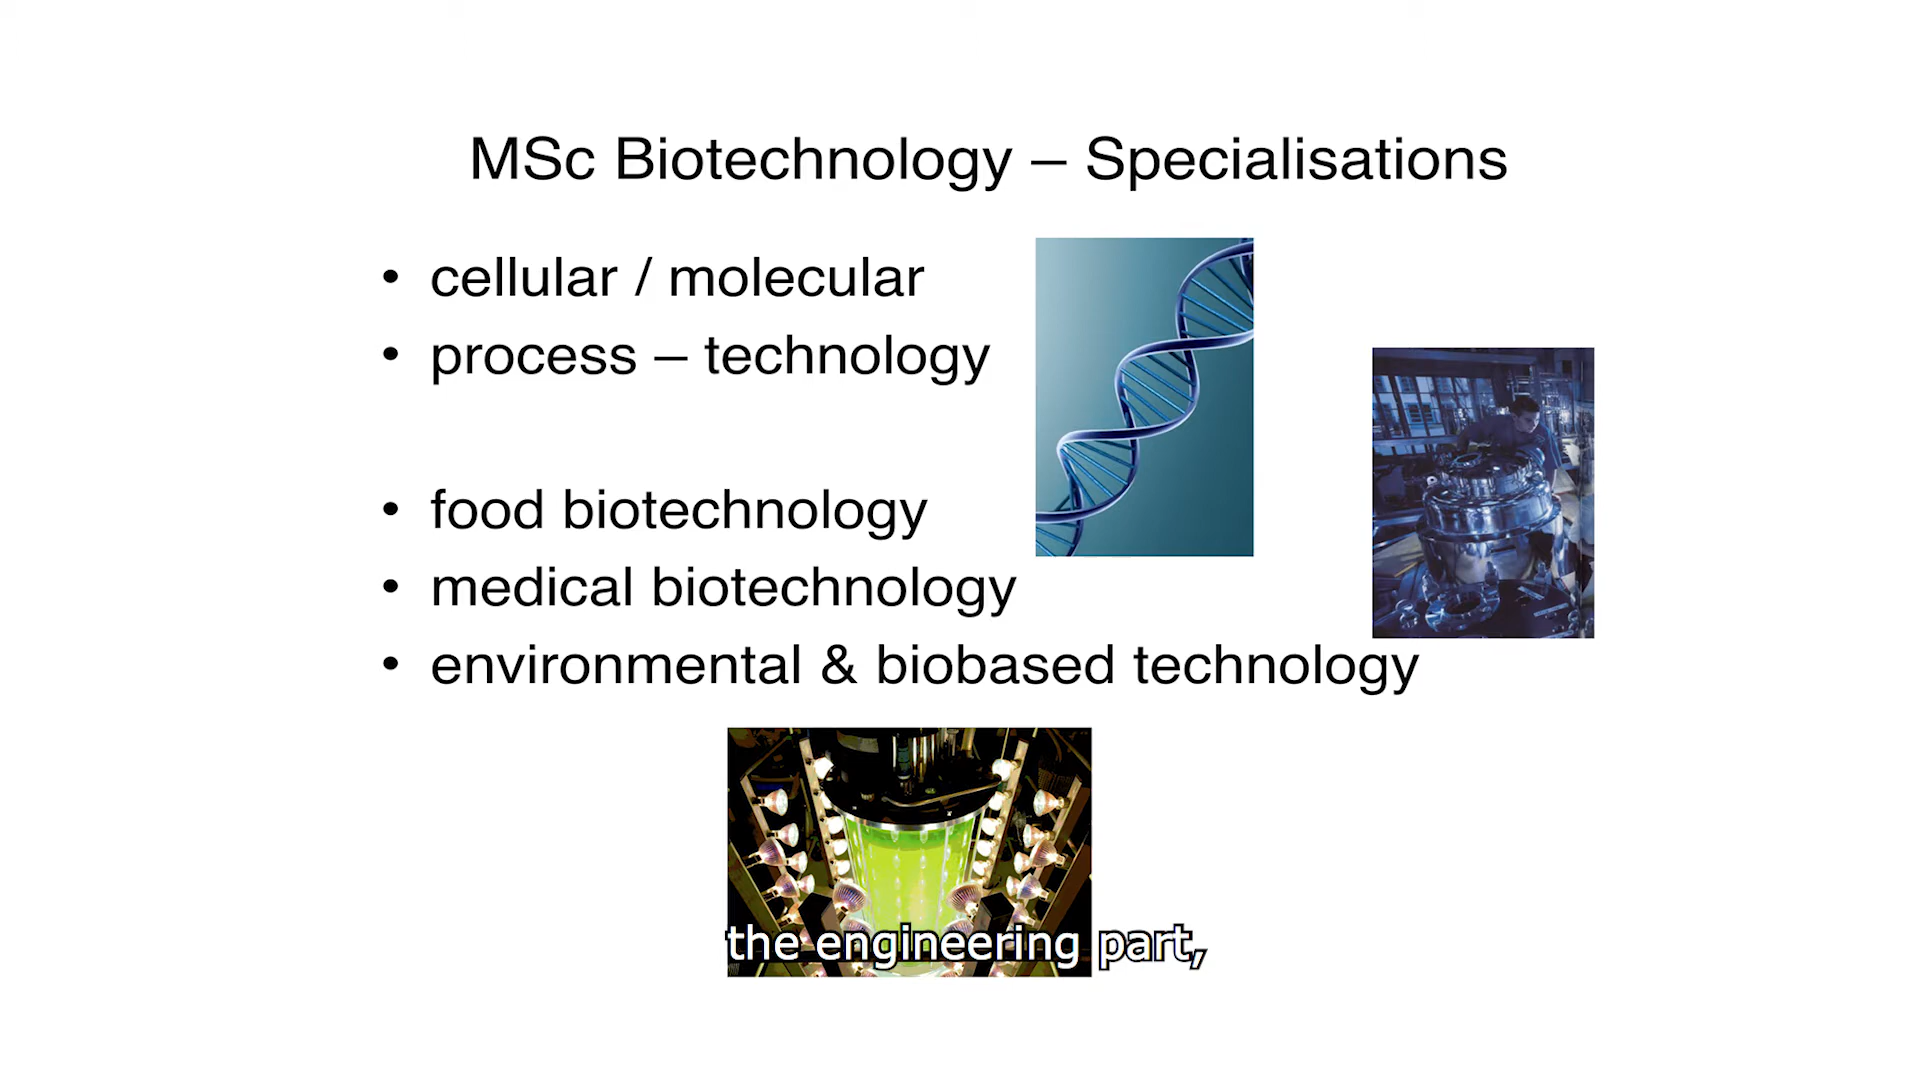 MSc Biotechnology – Specialisations
• cellular / molecular
• process – technology
• food biotechnology
• medical biotechnology
• environmental & biobased technology
the engineering part,